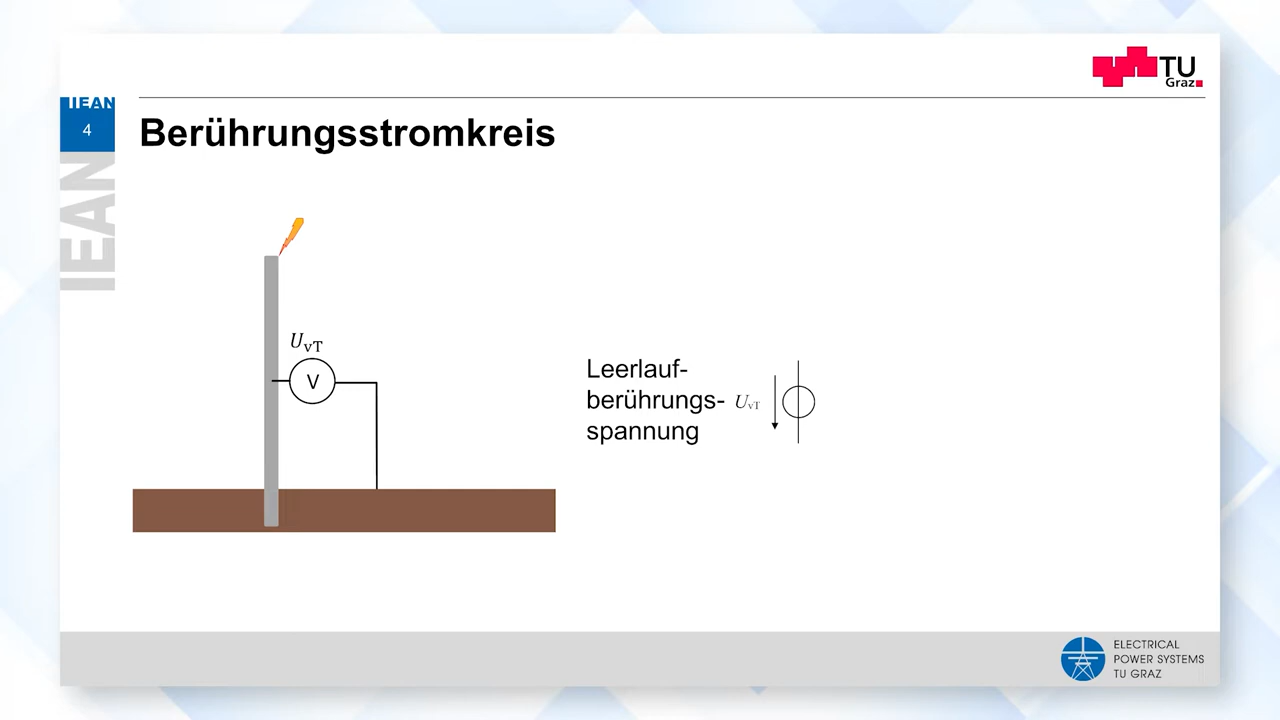 TU
Graz
IEAN
4
IEAN
Berührungsstromkreis
UvT
V
Leerlauf-
berührungs-
spannung
UvT
ELECTRICAL
POWER SYSTEMS
TU GRAZ